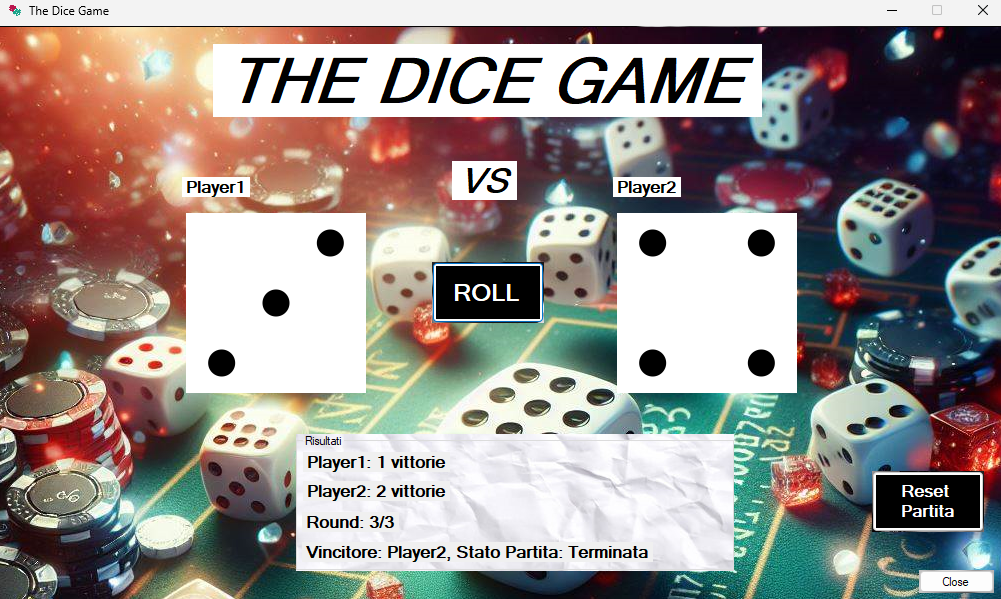 The Dice Game
THE DICE GAME
VS
Player1
Player2
ROLL
Risultati
Player1: 1 vittorie
Player2: 2 vittorie
Round: 3/3
Vincitore: Player2, Stato Partita: Terminata
Reset
Partita
Close